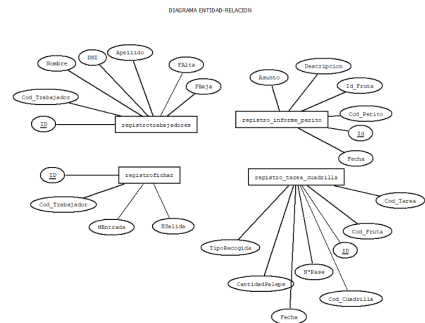 DIAGRAMA ENTIDAD-RELACION
Nombre
DNI
Apellido
FAlta
FBaja
Cod_Trabajador
ID
registrotrabajadores
Asunto
Descripcion
Id_Fruta
Cod_Perito
Id
Fecha
registro_informe_perito
ID
registrofichar
Cod_Trabajador
HEntrada
HSalida
registro_tarea_cuadrilla
Cod_Tarea
Cod_Fruta
ID
TipoRecogida
NºPase
CantidadPaleps
Cod_Cuadrilla
Fecha